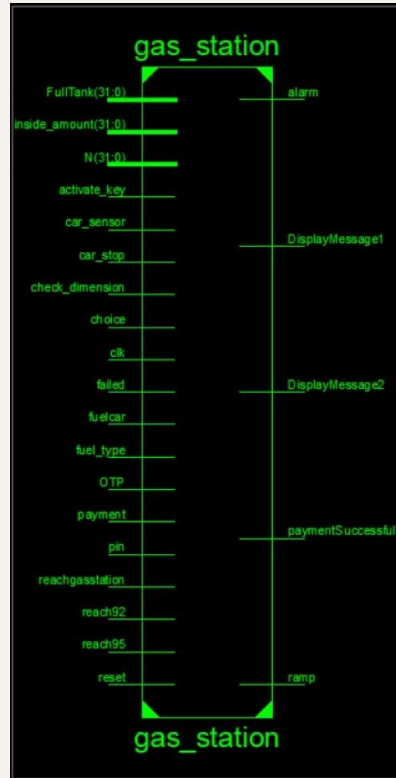 gas_station
FullTank(31:0)
inside_amount(31:0)
N(31:0)
activate_key
car_sensor
car_stop
check_dimension
choice
clk
failed
fuelcar
fuel_type
OTP
payment
pin
reachgasstation
reach92
reach95
reset
alarm
DisplayMessage1
DisplayMessage2
paymentSuccessful
ramp
gas_station